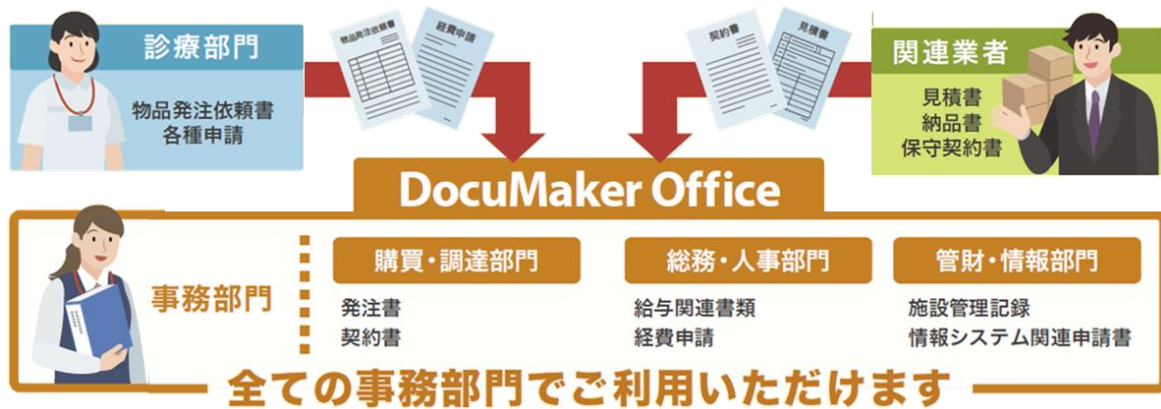 診療部門
物品発注依頼書
各種申請
物品発注依頼書
経費申請
契約書
見積書
関連業者
見積書
納品書
保守契約書
DocuMaker Office
事務部門
購買・調達部門
発注書
契約書
総務・人事部門
給与関連書類
経費申請
管財・情報部門
施設管理記録
情報システム関連申請書
全ての事務部門でご利用いただけます